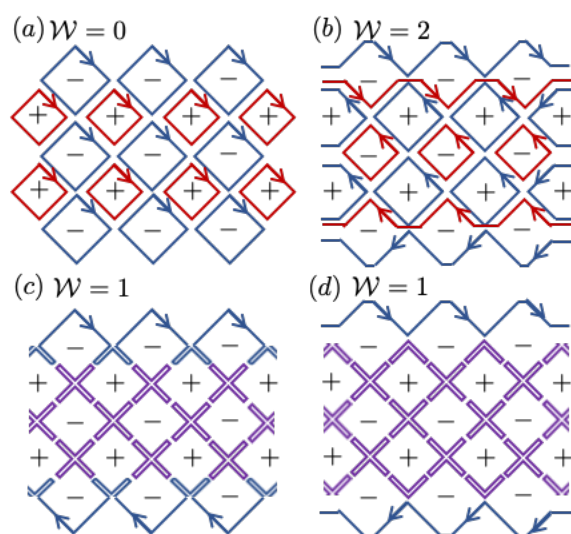 (a) 𝒲 = 0
− − −
+ + + +
− − −
+ + + +
− − −
(b) 𝒲 = 2
− − −
+ + + +
− − −
+ + + +
− − −
(c) 𝒲 = 1
− − −
+ + + +
− − −
+ + + +
− − −
(d) 𝒲 = 1
− − −
+ + + +
− − −
+ + + +
− − −